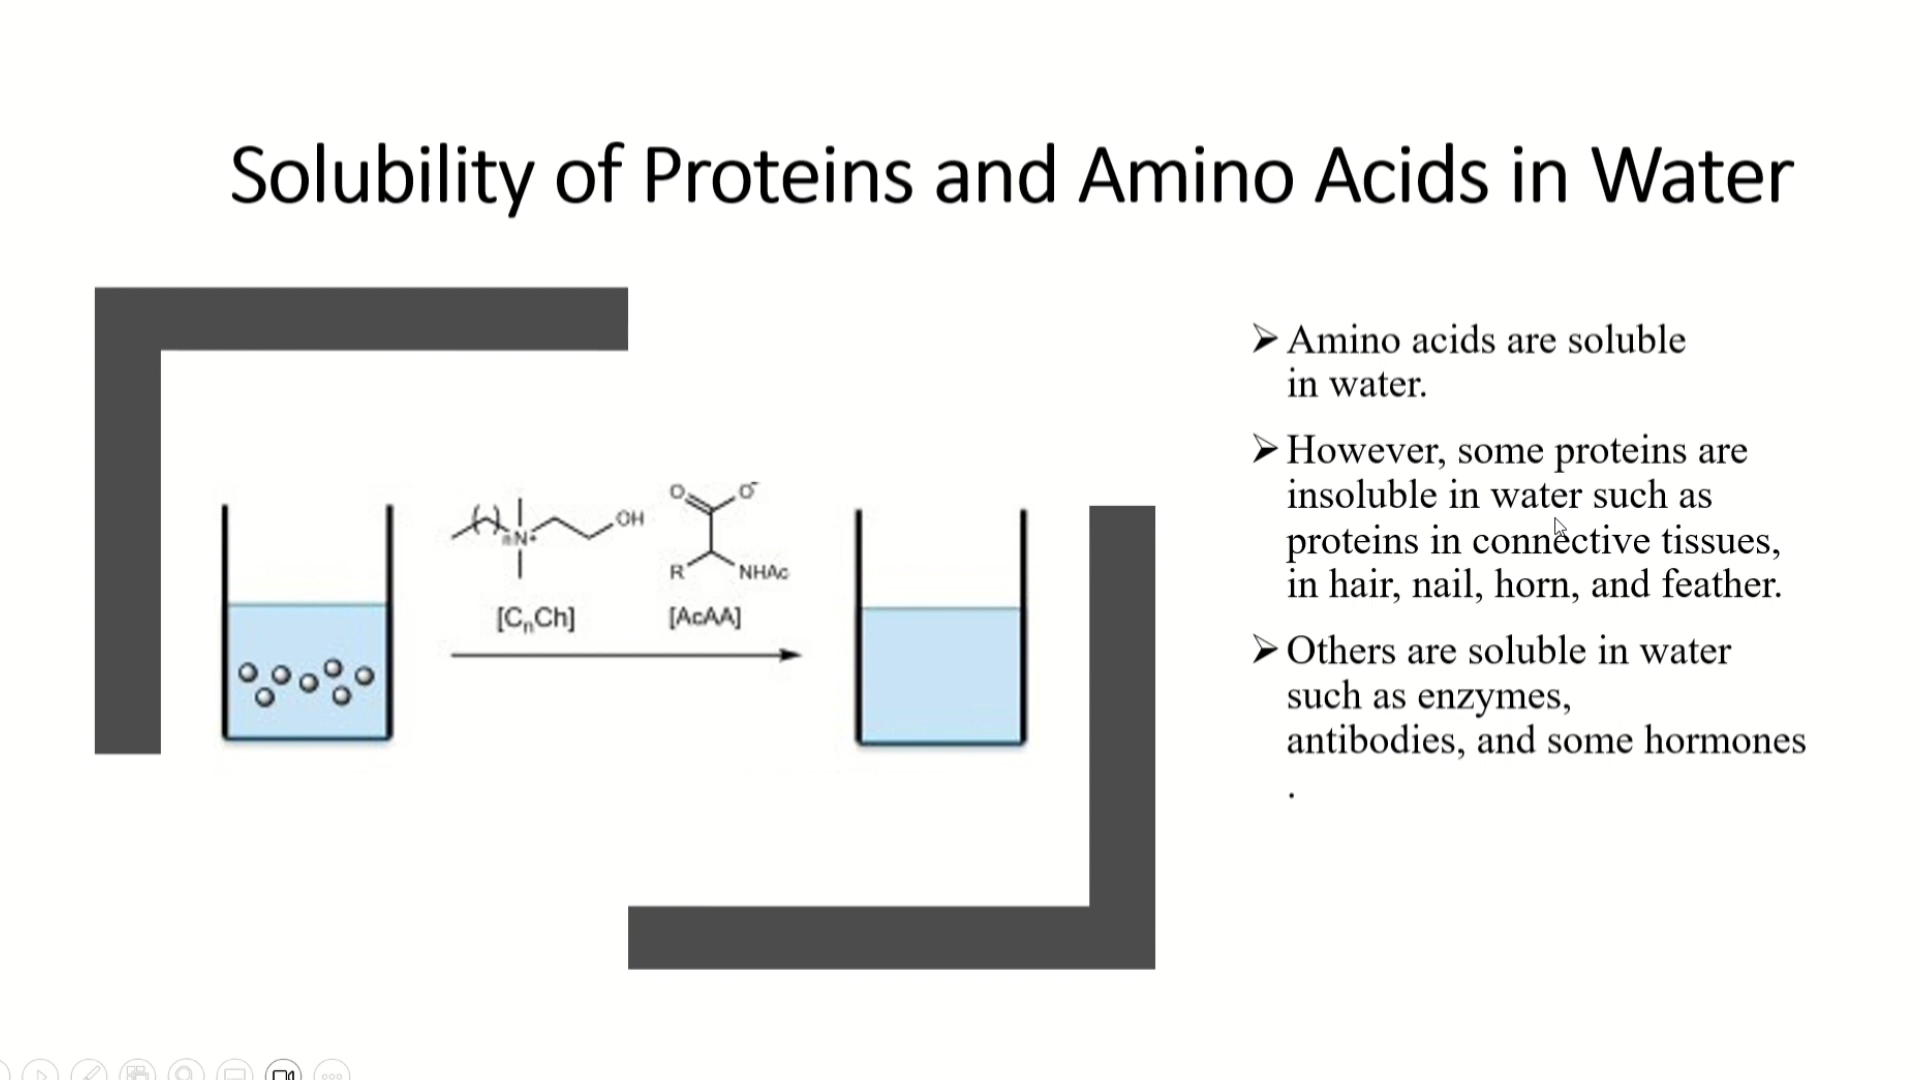 Solubility of Proteins and Amino Acids in Water
O O-
OH
nN+
R NHAc
[CnCh] [AcAA]
➢ Amino acids are soluble
in water.
➢ However, some proteins are
insoluble in water such as
proteins in connective tissues,
in hair, nail, horn, and feather.
➢ Others are soluble in water
such as enzymes,
antibodies, and some hormones
.